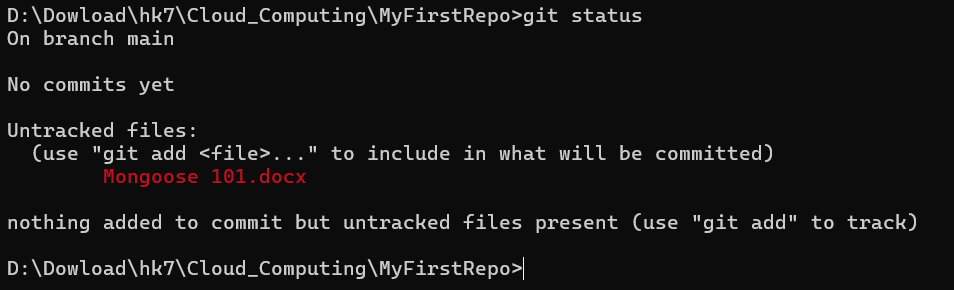 D:\Dowload\hk7\Cloud_Computing\MyFirstRepo>git status
On branch main
No commits yet
Untracked files:
(use "git add <file>..." to include in what will be committed)
Mongoose 101.docx
nothing added to commit but untracked files present (use "git add" to track)
D:\Dowload\hk7\Cloud_Computing\MyFirstRepo>